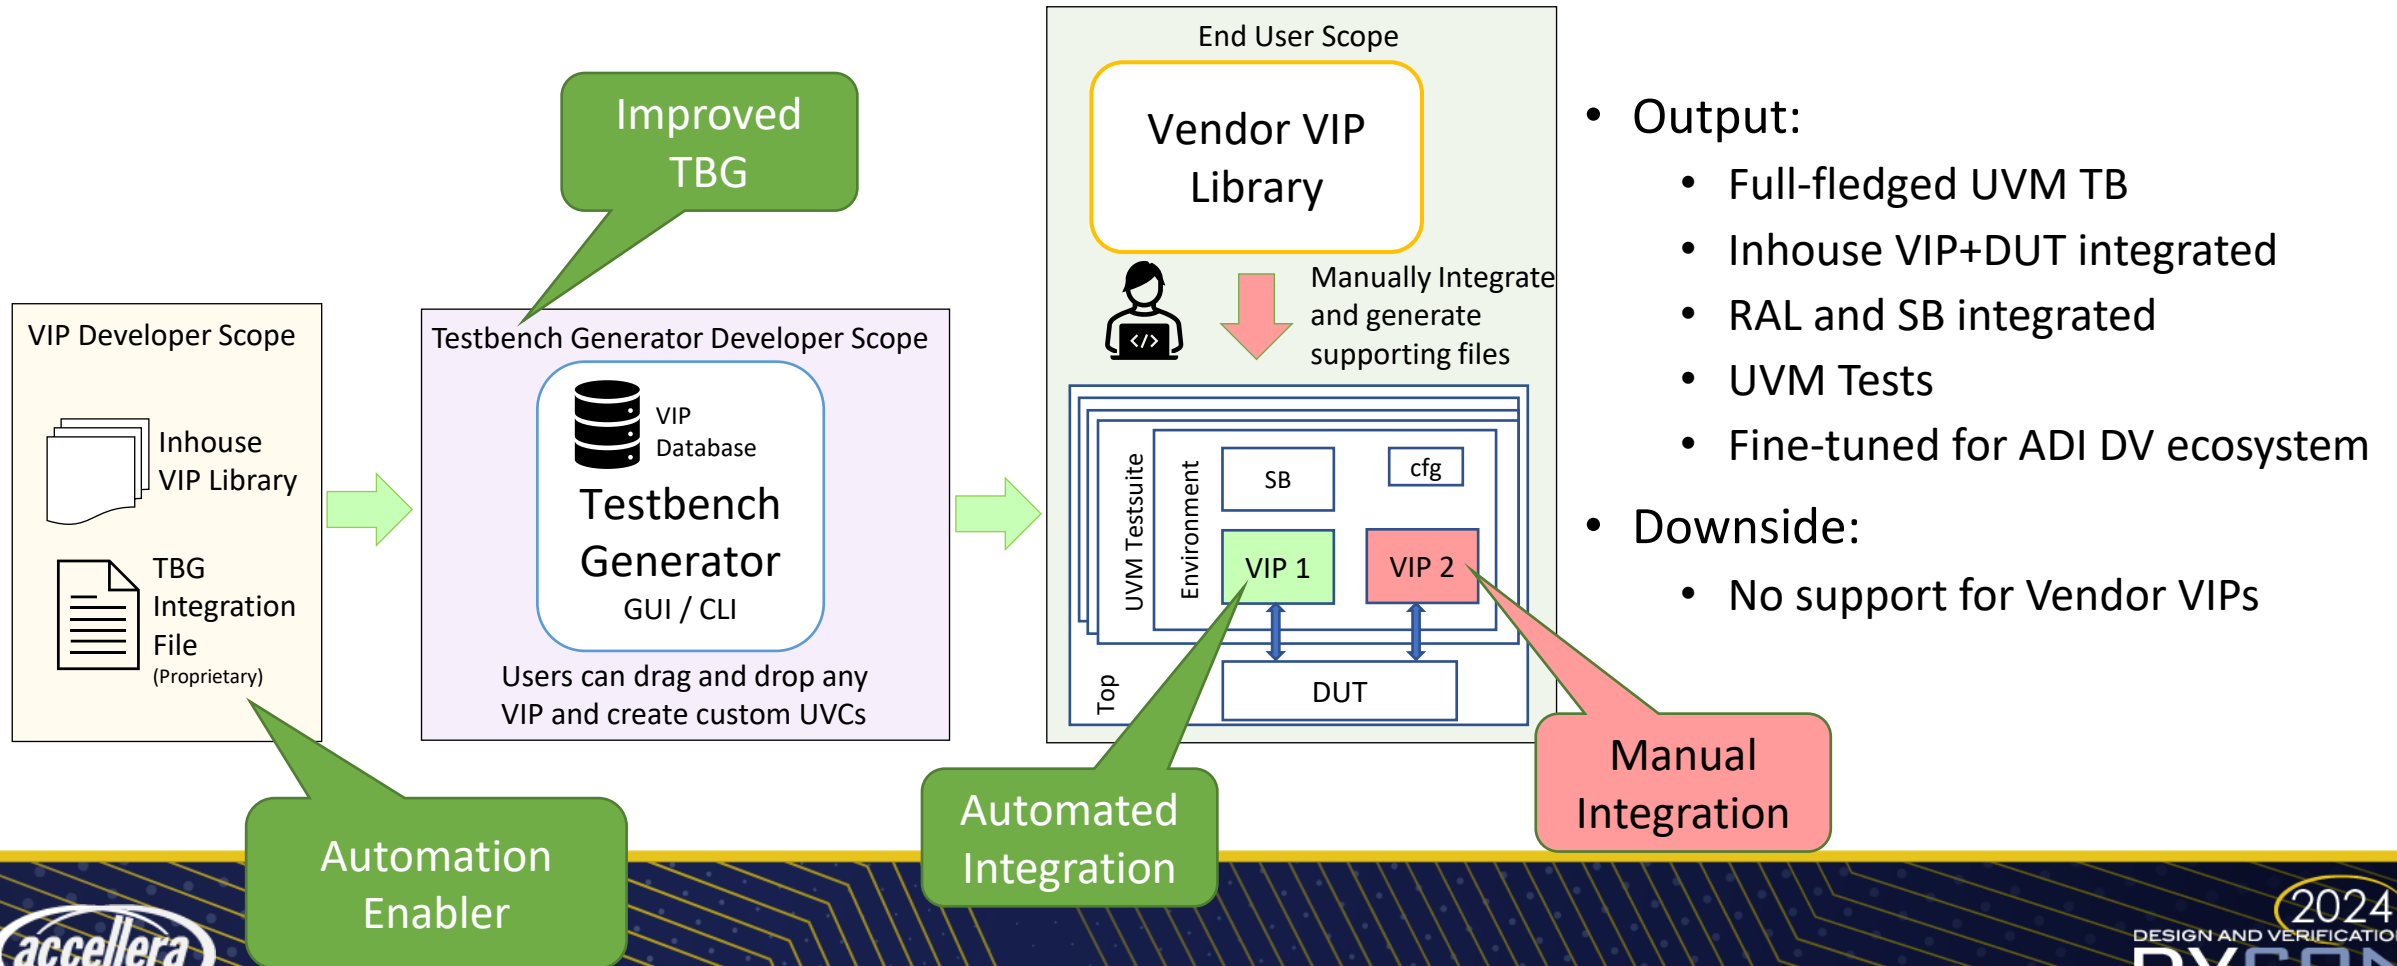 End User Scope
Vendor VIP
Library
Manually Integrate
and generate
supporting files
Improved
TBG
VIP Developer Scope
Inhouse
VIP Library
TBG
Integration
File
(Proprietary)
Testbench Generator Developer Scope
VIP
Database
Testbench
Generator
GUI / CLI
Users can drag and drop any
VIP and create custom UVCs
UVM Testsuite
Environment
SB
cfg
VIP 1
VIP 2
Top
DUT
Automation
Enabler
Automated
Integration
Manual
Integration
• Output:
• Full-fledged UVM TB
• Inhouse VIP+DUT integrated
• RAL and SB integrated
• UVM Tests
• Fine-tuned for ADI DV ecosystem
• Downside:
• No support for Vendor VIPs
accellera
2024
DESIGN AND VERIFICATION
DVCON